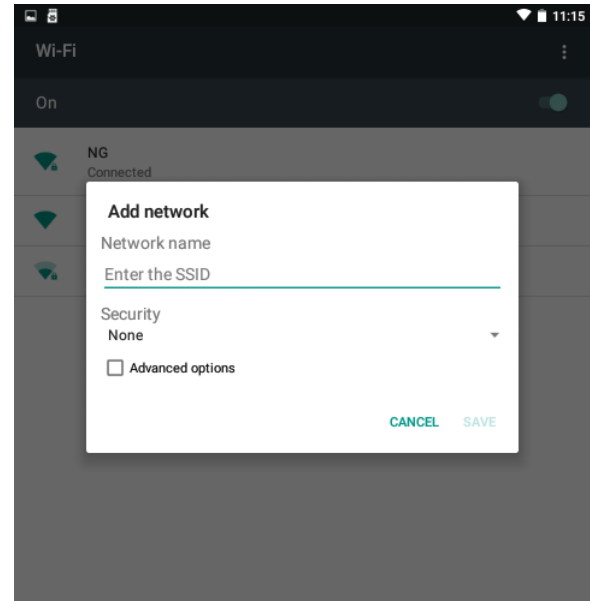 11:15
Wi-Fi
On
NG
Connected
Add network
Network name
Enter the SSID
Security
None
Advanced options
CANCEL SAVE